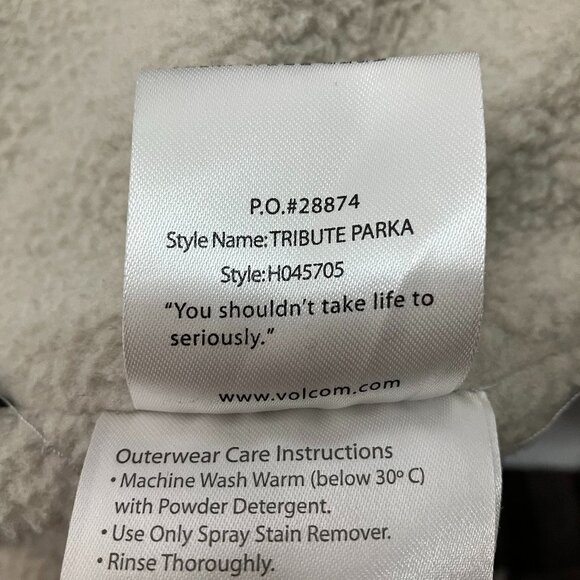 P.O.#28874
Style Name:TRIBUTE PARKA
Style:H045705
“You shouldn’t take life to
seriously.”
www.volcom.com
Outerwear Care Instructions
• Machine Wash Warm (below 30º C)
with Powder Detergent.
• Use Only Spray Stain Remover.
• Rinse Thoroughly.